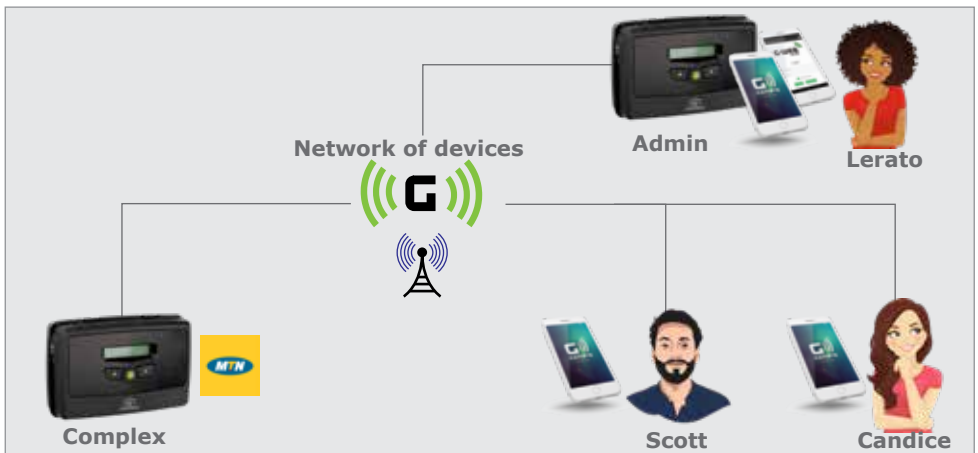 Admin
Lerato
Network of devices
G
MTN
Complex
G
Scott
G
Candice